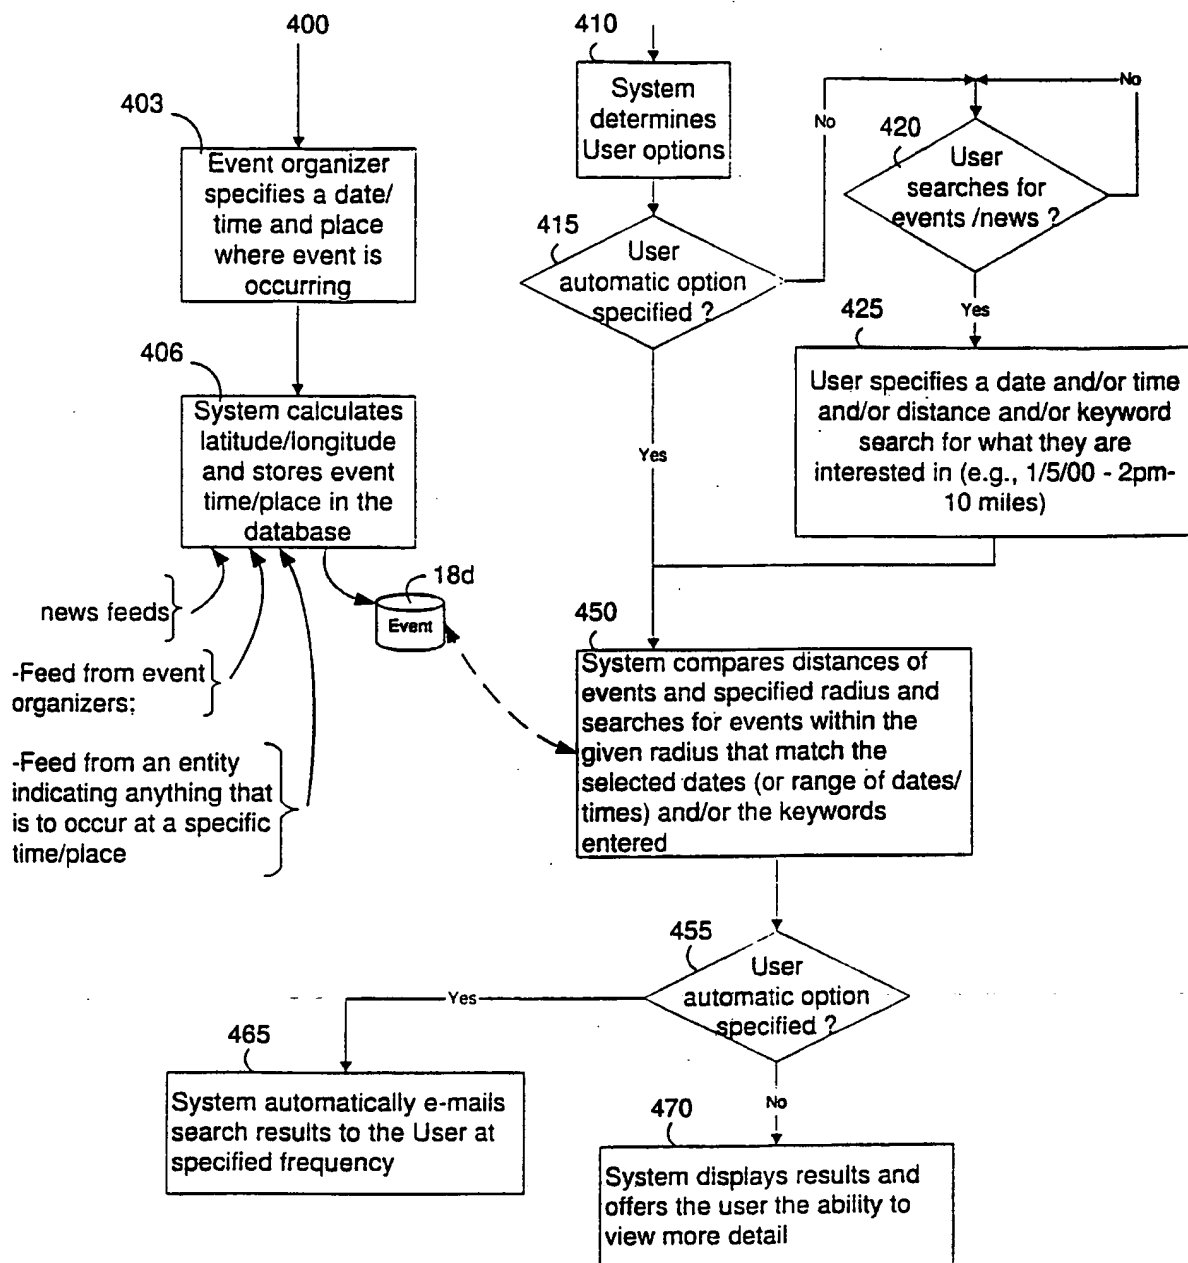 400
403
Event organizer
specifies a date/
time and place
where event is
occurring
406
System calculates
latitude/longitude
and stores event
time/place in the
database
news feeds
-Feed from event
organizers;
-Feed from an entity
indicating anything that
is to occur at a specific
time/place
18d
Event
410
System
determines
User options
415
User
automatic option
specified ?
No
Yes
No
420
User
searches for
events /news ?
Yes
425
User specifies a date and/or time
and/or distance and/or keyword
search for what they are
interested in (e.g., 1/5/00 - 2pm-
10 miles)
450
System compares distances of
events and specified radius and
searches for events within the
given radius that match the
selected dates (or range of dates/
times) and/or the keywords
entered
455
User
automatic option
specified ?
Yes
465
System automatically e-mails
search results to the User at
specified frequency
No
470
System displays results and
offers the user the ability to
view more detail